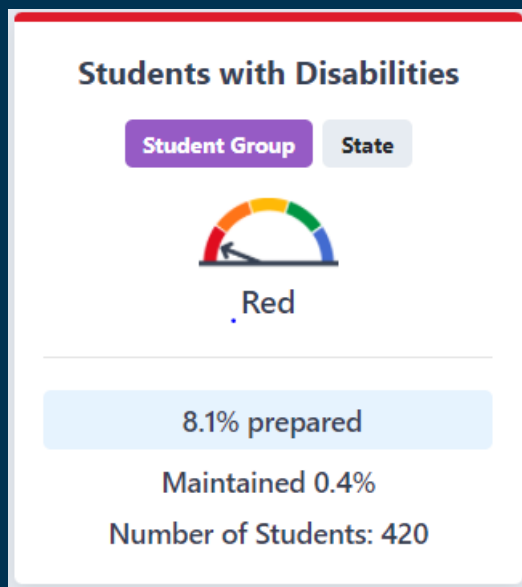 Students with Disabilities
Student Group State
Red
8.1% prepared
Maintained 0.4%
Number of Students: 420